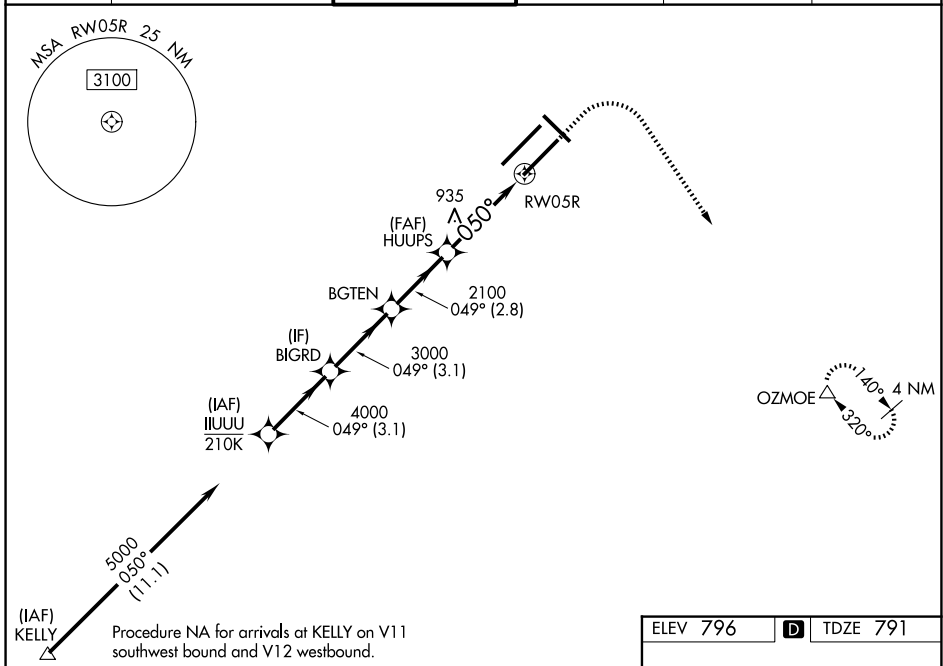 MSA RW05R 25 NM
3100
935
RW05R
050°
(FAF)
HUUPS
BGTEN
2100
049° (2.8)
(IF)
BIGRD
3000
049° (3.1)
(IAF)
IIUUU
210K
4000
049° (3.1)
OZMOE
140°
4 NM
320°
5000
050°
(11.1)
(IAF)
KELLY
Procedure NA for arrivals at KELLY on V11
southwest bound and V12 westbound.
ELEV 796
D
TDZE 791